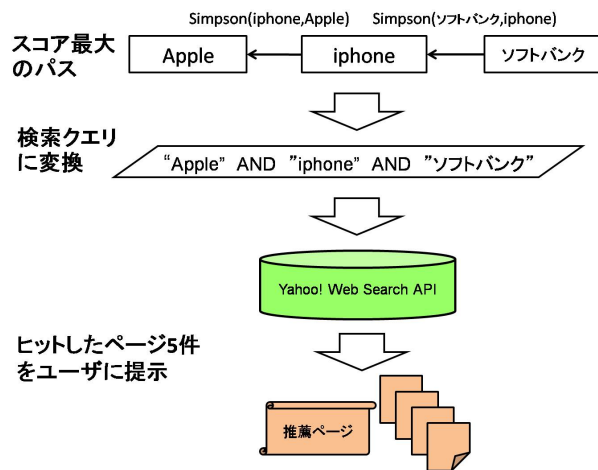 Simpson(iphone,Apple) Simpson(ソフトバンク,iphone)
スコア最大
のパス
Apple iphone ソフトバンク
検索クエリ
に変換
“Apple” AND ”iphone” AND ”ソフトバンク”
Yahoo! Web Search API
ヒットしたページ5件
をユーザに提示
推薦ページ